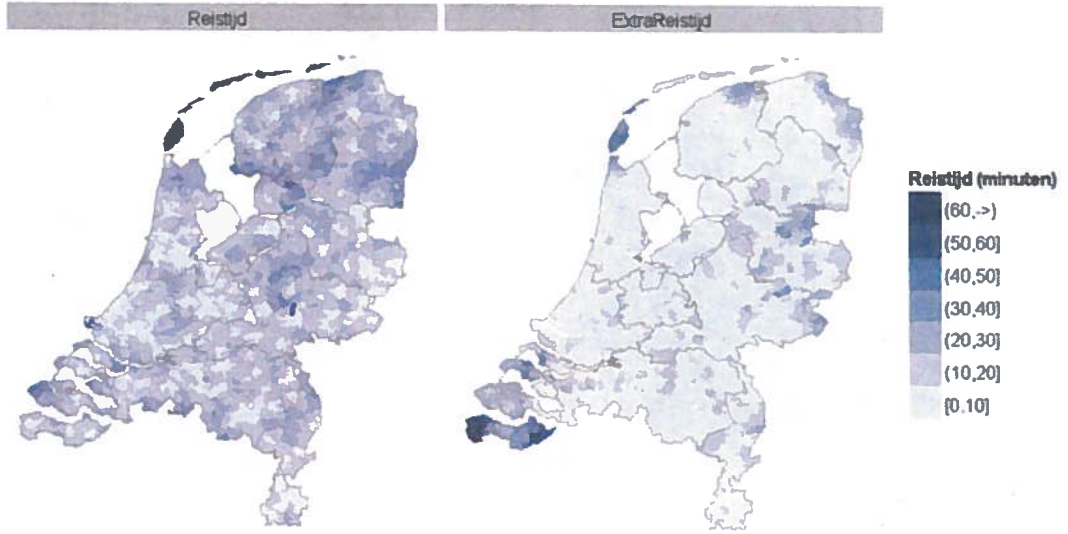 Reistijd
ExtraReistijd
Reistijd (minuten)
(60,->)
(50,60]
(40,50]
(30,40]
(20,30]
(10,20]
[0.10]